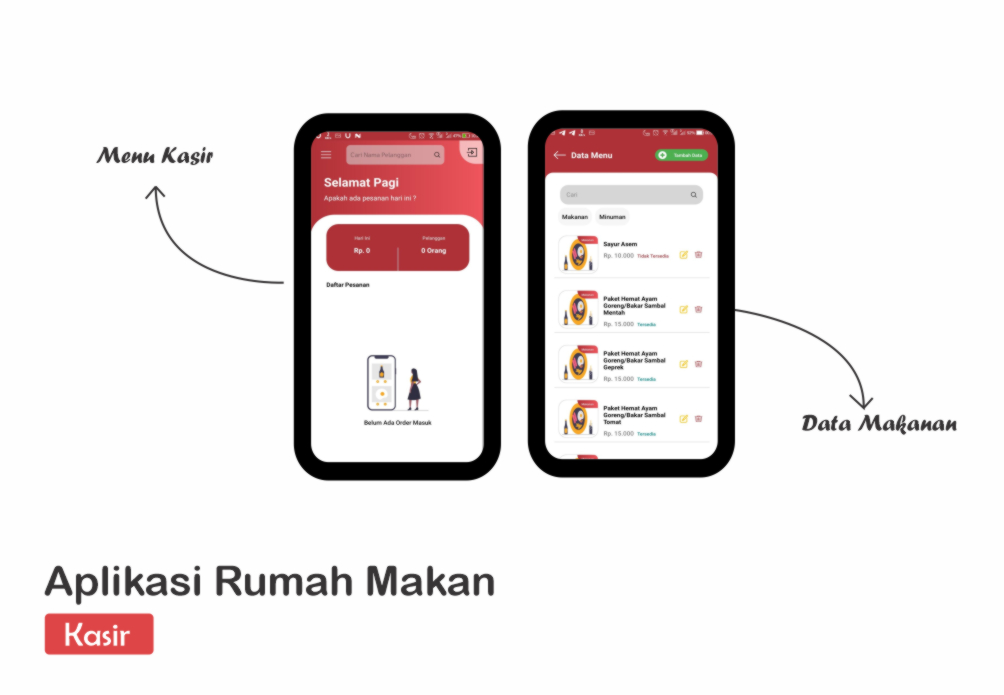 Menu Kasir
Cari Nama Pelanggan
Selamat Pagi
Apakah ada pesanan hari ini ?
Hari Ini
Pelanggan
Rp. 0
0 Orang
Daftar Pesanan
Belum Ada Order Masuk
Data Menu
Tambah Data
Cari
Makanan
Minuman
Sayur Asem
Rp. 10.000 Tidak Tersedia
Paket Hemat Ayam
Goreng/Bakar Sambal
Mentah
Rp. 15.000 Tersedia
Paket Hemat Ayam
Goreng/Bakar Sambal
Geprek
Rp. 15.000 Tersedia
Paket Hemat Ayam
Goreng/Bakar Sambal
Tomat
Rp. 15.000 Tersedia
Data Makanan
Aplikasi Rumah Makan
Kasir